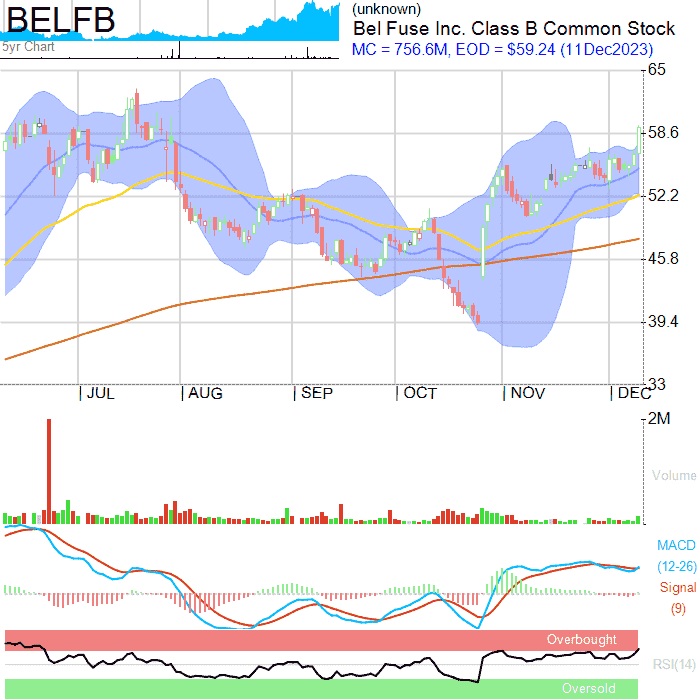 BELFB
5yr Chart
(unknown)
Bel Fuse Inc. Class B Common Stock
MC = 756.6M, EOD = $59.24 (11Dec2023)
65
58.6
52.2
45.8
39.4
33
JUL
AUG
SEP
OCT
NOV
DEC
2M
Volume
MACD
(12-26)
Signal
(9)
Overbought
RSI(14)
Oversold